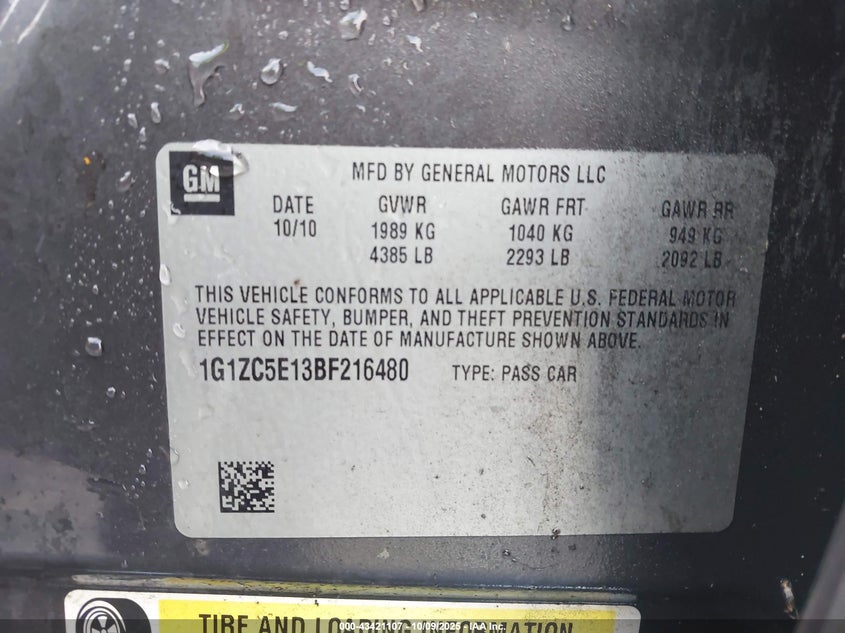 GM
MFD BY GENERAL MOTORS LLC
DATE GVWR GAWR FRT GAWR RR
10/10 1989 KG 1040 KG 949 KG
4385 LB 2293 LB 2092 LB
THIS VEHICLE CONFORMS TO ALL APPLICABLE U.S. FEDERAL MOTOR
VEHICLE SAFETY, BUMPER, AND THEFT PREVENTION STANDARDS IN
EFFECT ON THE DATE OF MANUFACTURE SHOWN ABOVE.
1G1ZC5E13BF216480 TYPE: PASS CAR
TIRE AND LOADING INFORMATION
000-43421107 - 10/09/2025 - IAA Inc.